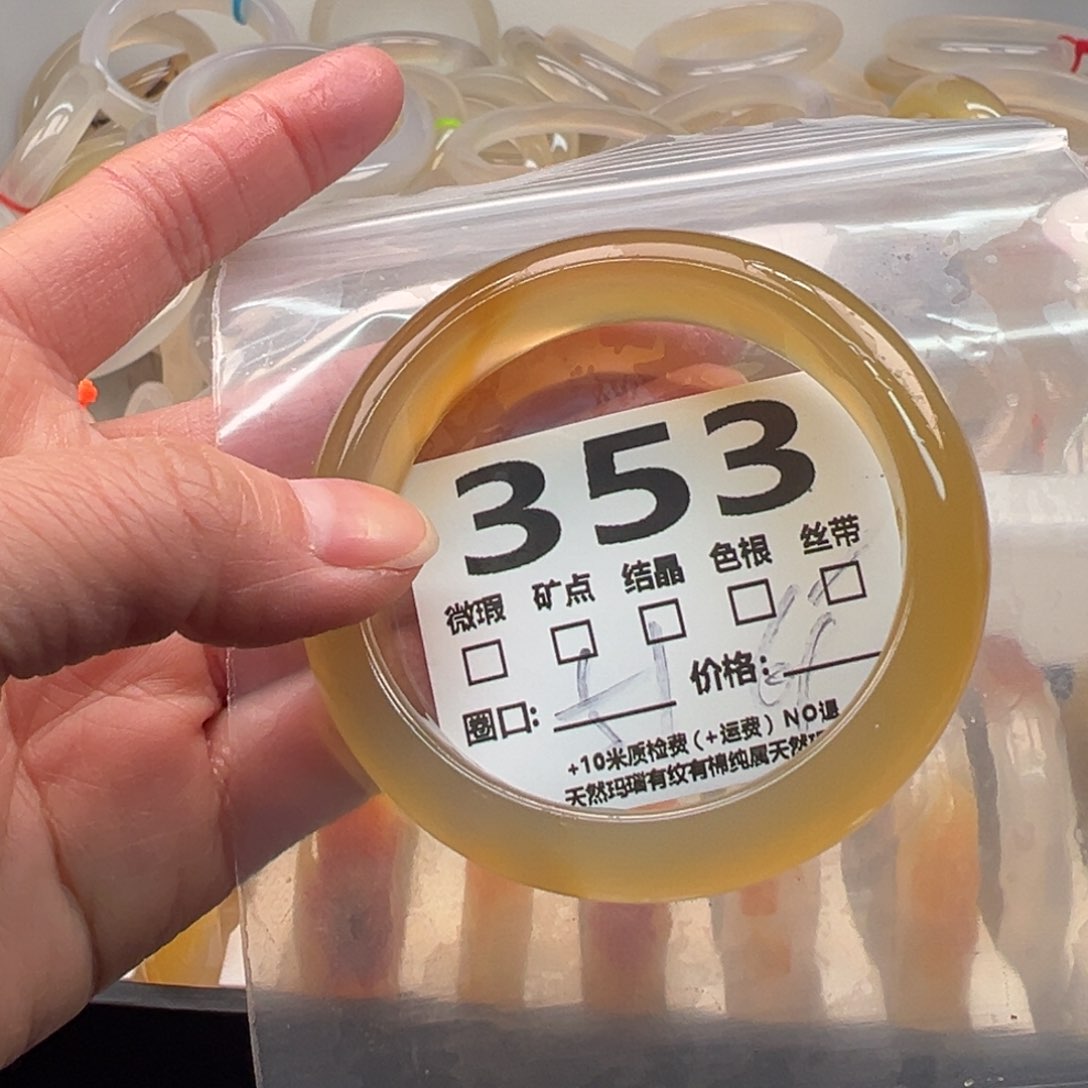 353
微瑕 矿点 结晶 色根 丝带
圈口: 价格:
+10米质检费(+运费)NO退
天然玛瑙有纹有棉纯属天然